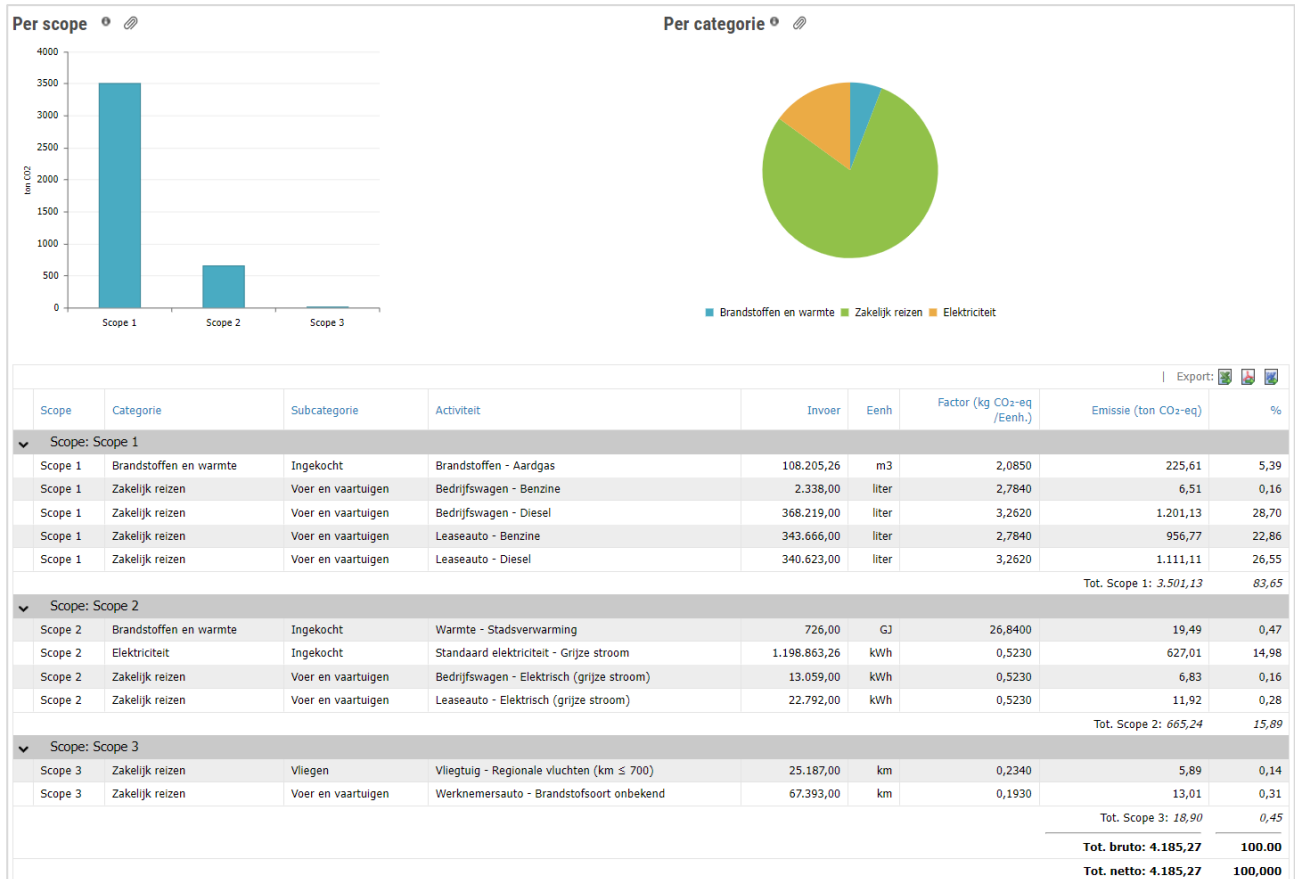 Per scope
Per categorie
4000
3500
3000
2500
2000
1500
1000
500
0
ton CO2
Scope 1 Scope 2 Scope 3
Brandstoffen en warmte Zakelijk reizen Elektriciteit
| Export:
Scope Categorie Subcategorie Activiteit Invoer Eenh Factor (kg CO₂-eq /Eenh.) Emissie (ton CO₂-eq) %
Scope: Scope 1
Scope 1 Brandstoffen en warmte Ingekocht Brandstoffen - Aardgas 108.205,26 m3 2,0850 225,61 5,39
Scope 1 Zakelijk reizen Voer en vaartuigen Bedrijfswagen - Benzine 2.338,00 liter 2,7840 6,51 0,16
Scope 1 Zakelijk reizen Voer en vaartuigen Bedrijfswagen - Diesel 368.219,00 liter 3,2620 1.201,13 28,70
Scope 1 Zakelijk reizen Voer en vaartuigen Leaseauto - Benzine 343.666,00 liter 2,7840 956,77 22,86
Scope 1 Zakelijk reizen Voer en vaartuigen Leaseauto - Diesel 340.623,00 liter 3,2620 1.111,11 26,55
Tot. Scope 1: 3.501,13 83,65
Scope: Scope 2
Scope 2 Brandstoffen en warmte Ingekocht Warmte - Stadsverwarming 726,00 GJ 26,8400 19,49 0,47
Scope 2 Elektriciteit Ingekocht Standaard elektriciteit - Grijze stroom 1.198.863,26 kWh 0,5230 627,01 14,98
Scope 2 Zakelijk reizen Voer en vaartuigen Bedrijfswagen - Elektrisch (grijze stroom) 13.059,00 kWh 0,5230 6,83 0,16
Scope 2 Zakelijk reizen Voer en vaartuigen Leaseauto - Elektrisch (grijze stroom) 22.792,00 kWh 0,5230 11,92 0,28
Tot. Scope 2: 665,24 15,89
Scope: Scope 3
Scope 3 Zakelijk reizen Vliegen Vliegtuig - Regionale vluchten (km ≤ 700) 25.187,00 km 0,2340 5,89 0,14
Scope 3 Zakelijk reizen Voer en vaartuigen Werknemersauto - Brandstofsoort onbekend 67.393,00 km 0,1930 13,01 0,31
Tot. Scope 3: 18,90 0,45
Tot. bruto: 4.185,27 100.00
Tot. netto: 4.185,27 100,000